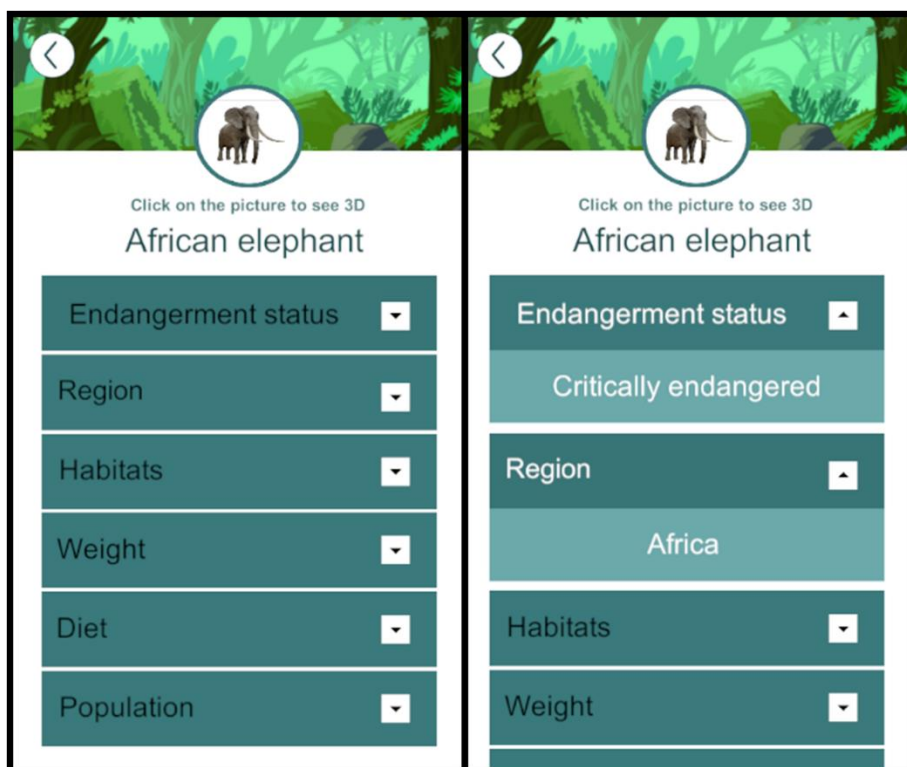 Click on the picture to see 3D
African elephant
Endangerment status
Region
Habitats
Weight
Diet
Population
Click on the picture to see 3D
African elephant
Endangerment status
Critically endangered
Region
Africa
Habitats
Weight